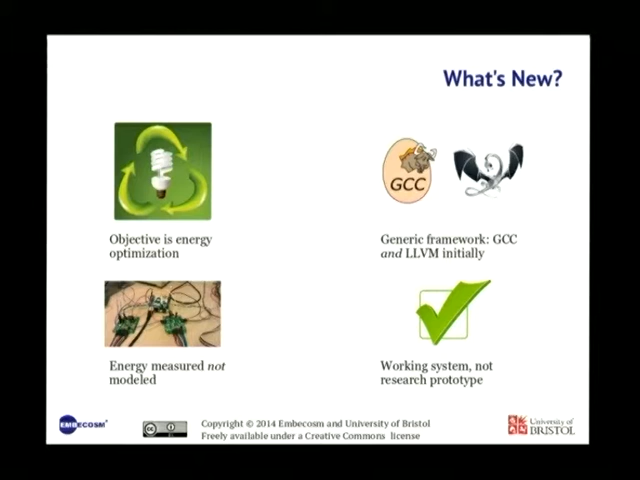 What's New?
GCC
Objective is energy
optimization
Generic framework: GCC
and LLVM initially
Energy measured not
modeled
Working system, not
research prototype
EMBECOSM
Copyright © 2014 Embecosm and University of Bristol
Freely available under a Creative Commons license
University of
BRISTOL